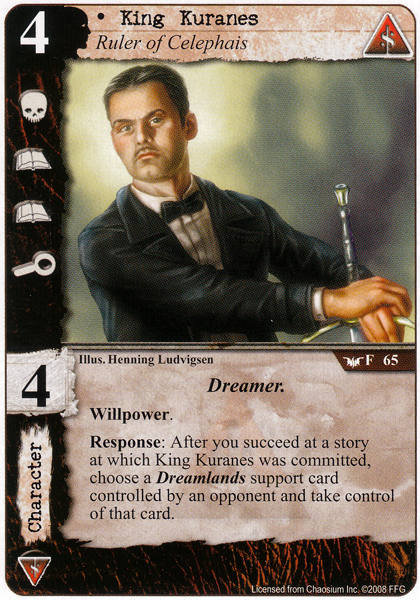 4
• King Kuranes
Ruler of Celephais
Illus. Henning Ludvigsen
F 65
4
Dreamer.
Willpower.
Response: After you succeed at a story
at which King Kuranes was committed,
choose a Dreamlands support card
controlled by an opponent and take control
of that card.
Character
Licensed from Chaosium Inc. ©2008 FFG